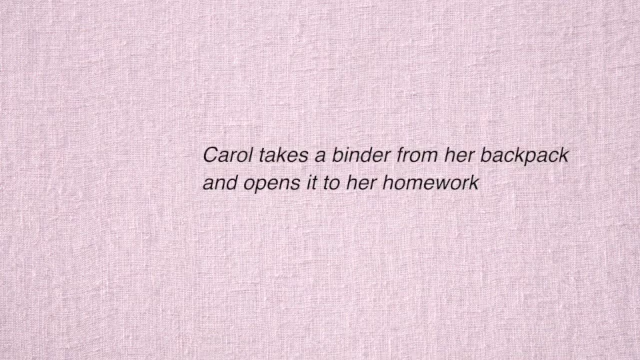 Carol takes a binder from her backpack
and opens it to her homework